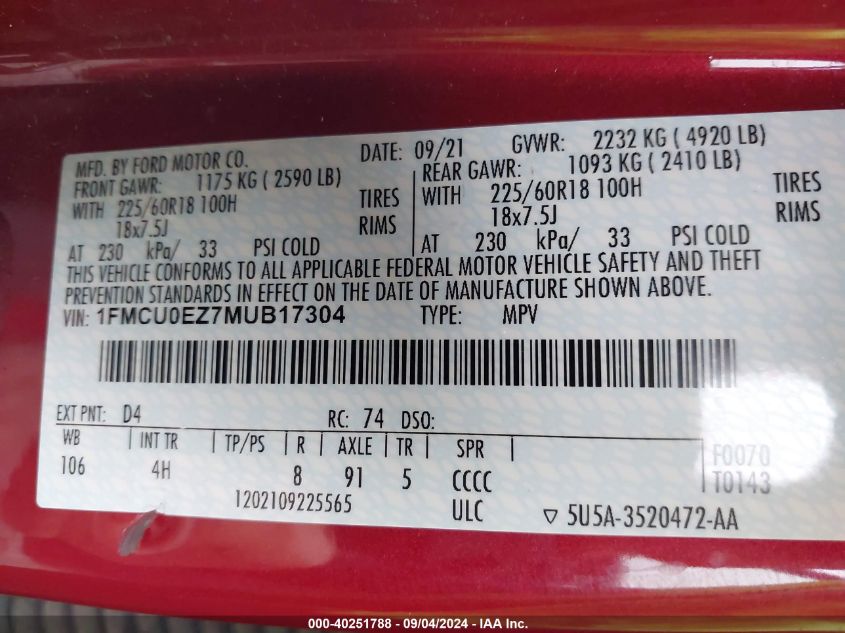 MFD. BY FORD MOTOR CO. DATE: 09/21 GVWR: 2232 KG ( 4920 LB)
FRONT GAWR: 1175 KG ( 2590 LB) REAR GAWR: 1093 KG ( 2410 LB)
WITH 225/60R18 100H TIRES WITH 225/60R18 100H TIRES
18x7.5J RIMS 18x7.5J RIMS
AT 230 kPa/ 33 PSI COLD AT 230 kPa/ 33 PSI COLD
THIS VEHICLE CONFORMS TO ALL APPLICABLE FEDERAL MOTOR VEHICLE SAFETY AND THEFT
PREVENTION STANDARDS IN EFFECT ON THE DATE OF MANUFACTURE SHOWN ABOVE.
VIN: 1FMCU0EZ7MUB17304 TYPE: MPV
EXT PNT: D4 RC: 74 DSO:
WB INT TR TP/PS R AXLE TR SPR F0070
106 4H 8 91 5 CCCC T0143
1202109225565 ULC ▽ 5U5A-3520472-AA
000-40251788 - 09/04/2024 - IAA Inc.